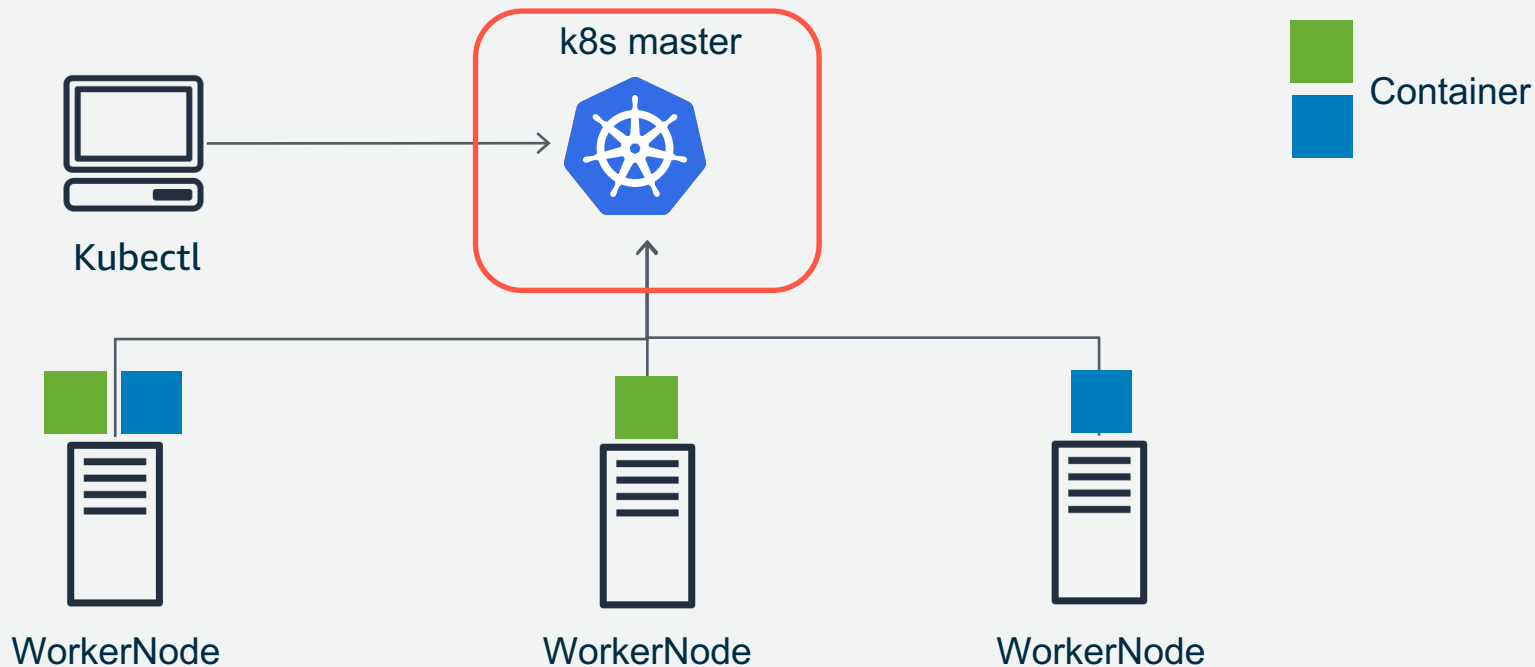 k8s master
Container
Kubectl
WorkerNode
WorkerNode
WorkerNode